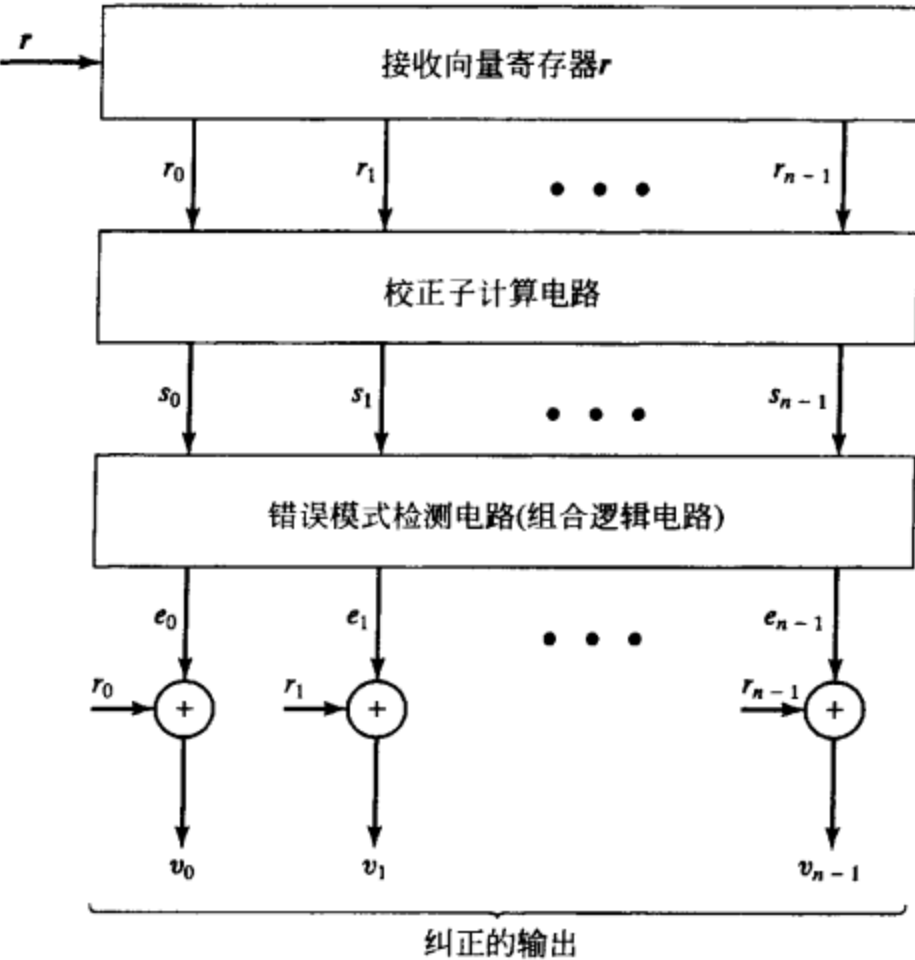 r
接收向量寄存器r
r₀ r₁ • • • rₙ₋₁
校正子计算电路
s₀ s₁ • • • sₙ₋₁
错误模式检测电路(组合逻辑电路)
e₀ e₁ • • • eₙ₋₁
r₀ + r₁ + rₙ₋₁ +
v₀ v₁ vₙ₋₁
纠正的输出